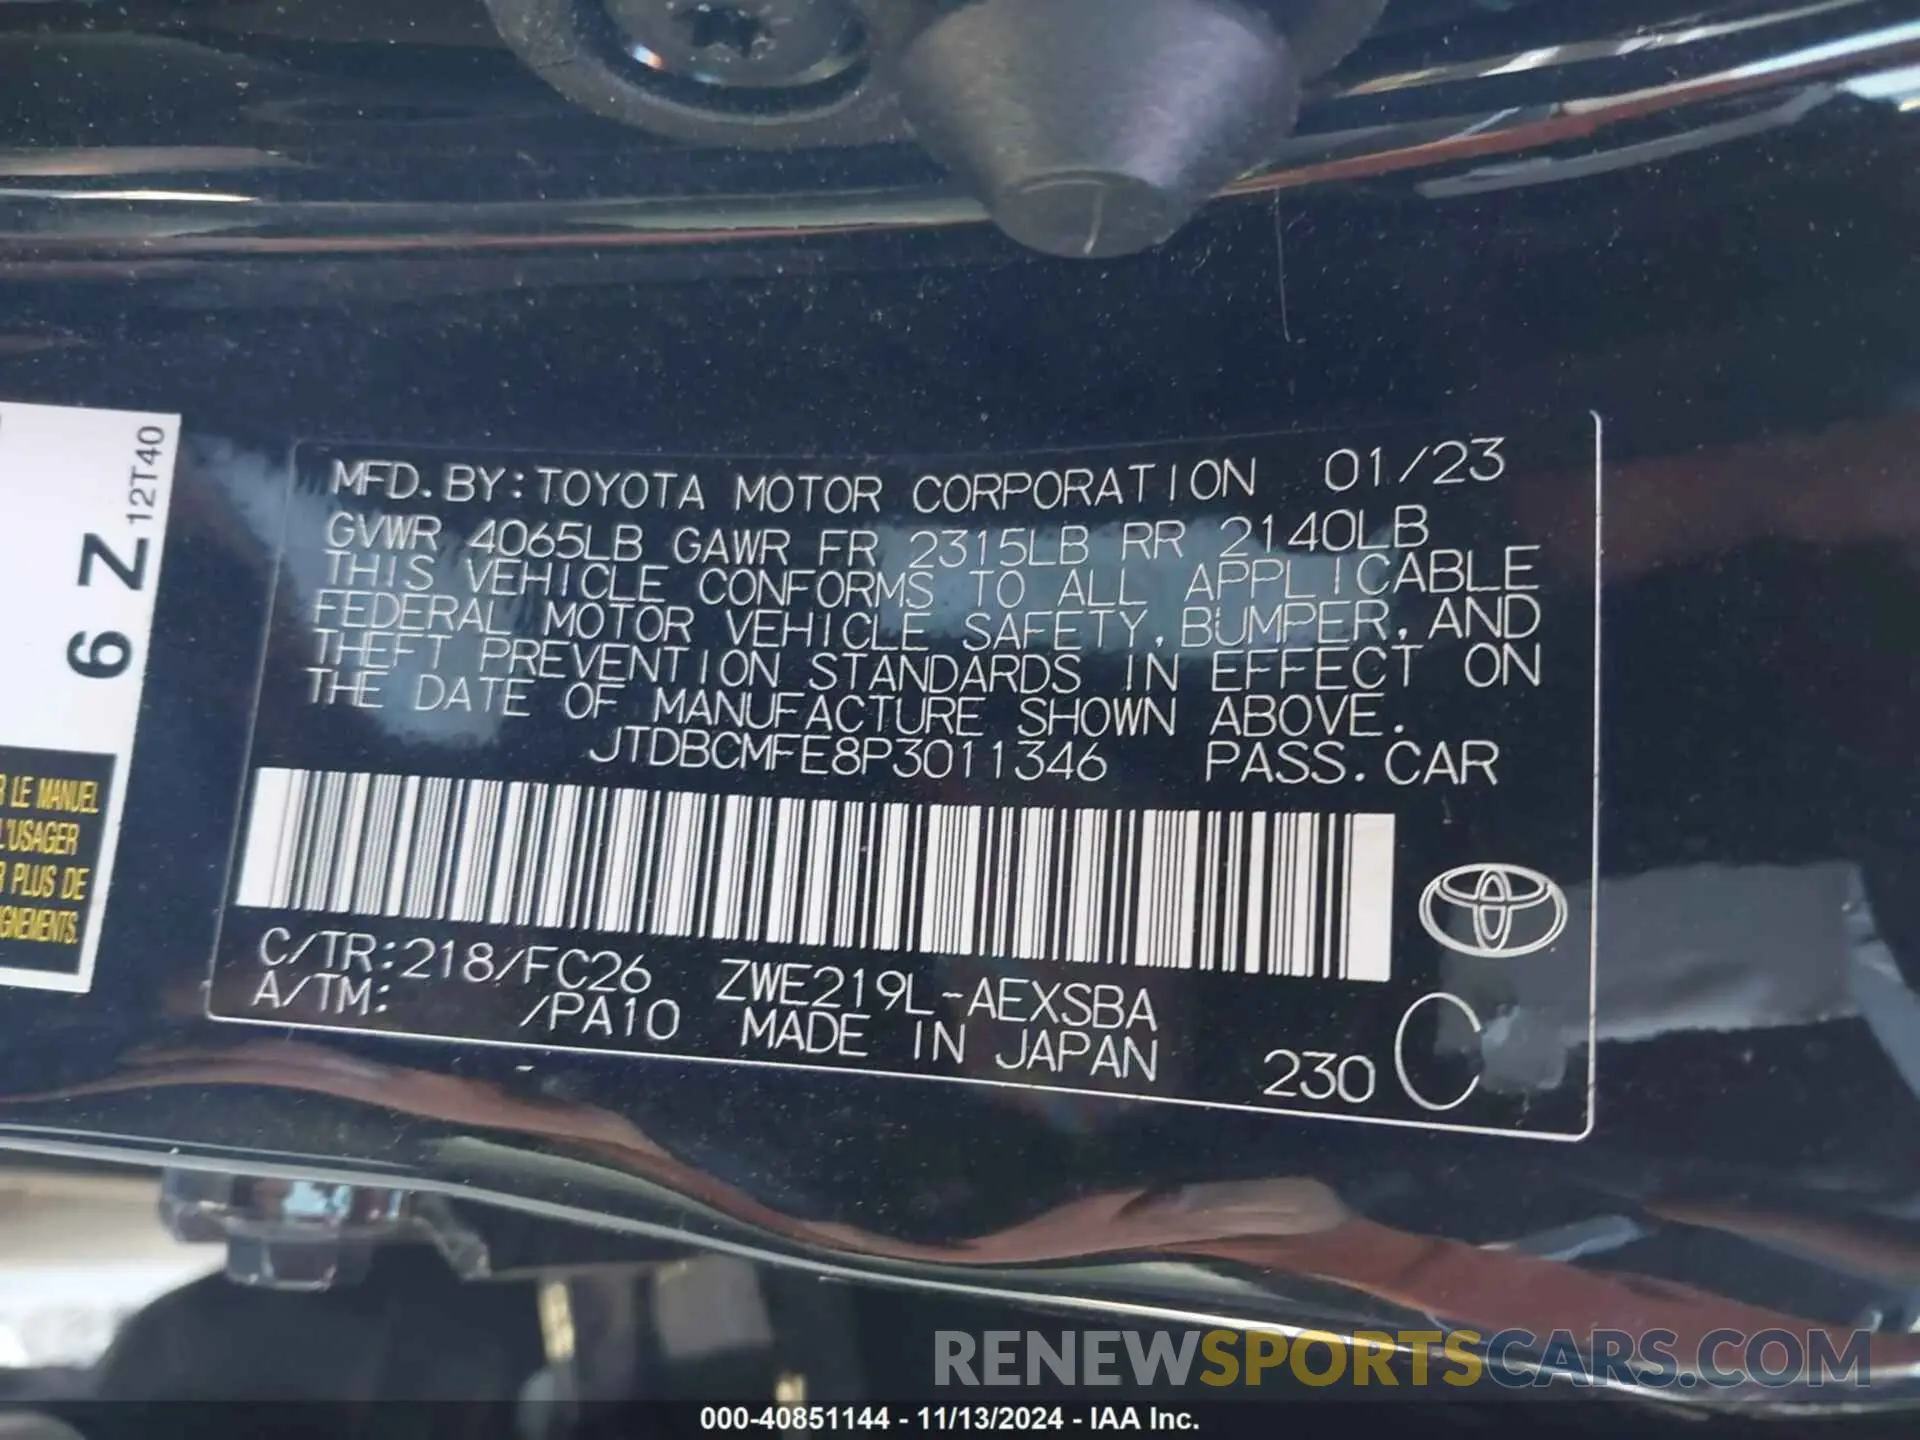 MFD.BY:TOYOTA MOTOR CORPORATION 01/23
GVWR 4065LB GAWR FR 2315LB RR 2140LB
THIS VEHICLE CONFORMS TO ALL APPLICABLE
FEDERAL MOTOR VEHICLE SAFETY, BUMPER, AND
THEFT PREVENTION STANDARDS IN EFFECT ON
THE DATE OF MANUFACTURE SHOWN ABOVE.
JTDBCMFE8P3011346 PASS.CAR
C/TR:218/FC26 ZWE219L-AEXSBA
A/TM: /PA10 MADE IN JAPAN
230 C
6 Z 12T40
LE MANUEL
L'USAGER
PLUS DE
RENEWSPORTSCARS.COM
000-40851144 - 11/13/2024 - IAA Inc.